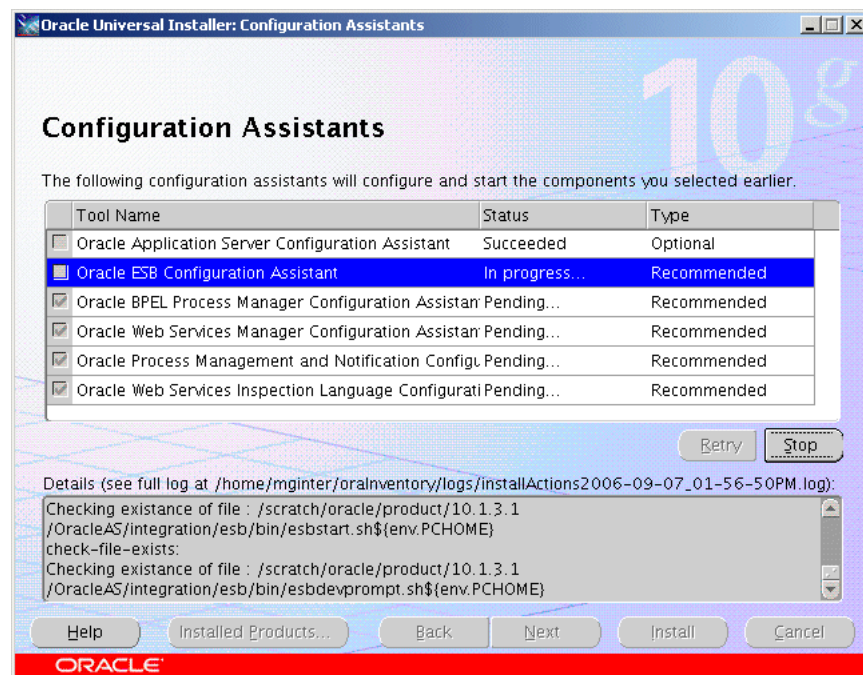 Oracle Universal Installer: Configuration Assistants
10g
Configuration Assistants
The following configuration assistants will configure and start the components you selected earlier.
Tool Name Status Type
Oracle Application Server Configuration Assistant Succeeded Optional
Oracle ESB Configuration Assistant In progress... Recommended
Oracle BPEL Process Manager Configuration Assistan Pending... Recommended
Oracle Web Services Manager Configuration Assistan Pending... Recommended
Oracle Process Management and Notification Configu Pending... Recommended
Oracle Web Services Inspection Language Configurati Pending... Recommended
Retry Stop
Details (see full log at /home/mginter/oraInventory/logs/installActions2006-09-07_01-56-50PM.log):
Checking existance of file : /scratch/oracle/product/10.1.3.1
/OracleAS/integration/esb/bin/esbstart.sh${env.PCHOME}
check-file-exists:
Checking existance of file : /scratch/oracle/product/10.1.3.1
/OracleAS/integration/esb/bin/esbdevprompt.sh${env.PCHOME}
Help Installed Products... Back Next Install Cancel
ORACLE